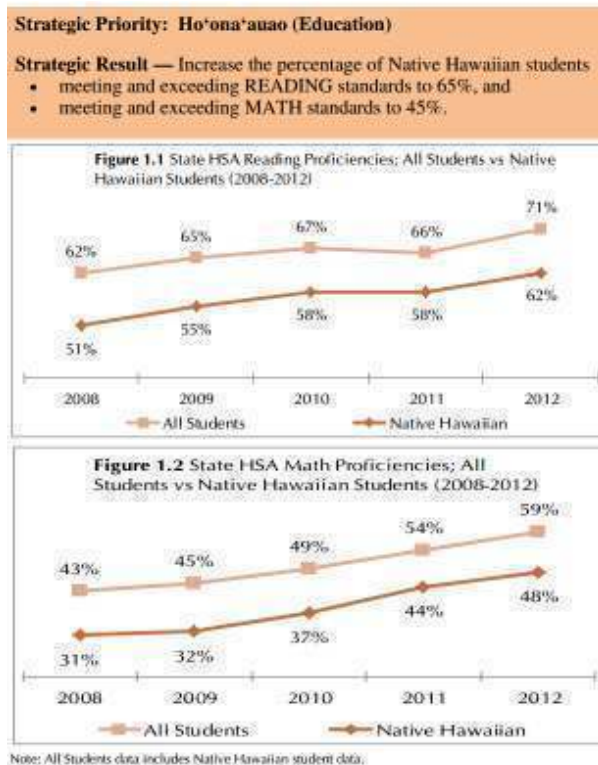 Strategic Priority: Ho‘ona‘auao (Education)
Strategic Result — Increase the percentage of Native Hawaiian students
• meeting and exceeding READING standards to 65%, and
• meeting and exceeding MATH standards to 45%.
Figure 1.1 State HSA Reading Proficiencies; All Students vs Native
Hawaiian Students (2008-2012)
62% 65% 67% 66% 71%
51% 55% 58% 58% 62%
2008 2009 2010 2011 2012
All Students Native Hawaiian
Figure 1.2 State HSA Math Proficiencies; All
Students vs Native Hawaiian Students (2008-2012)
43% 45% 49% 54% 59%
31% 32% 37% 44% 48%
2008 2009 2010 2011 2012
All Students Native Hawaiian
Note: All Students data includes Native Hawaiian student data.